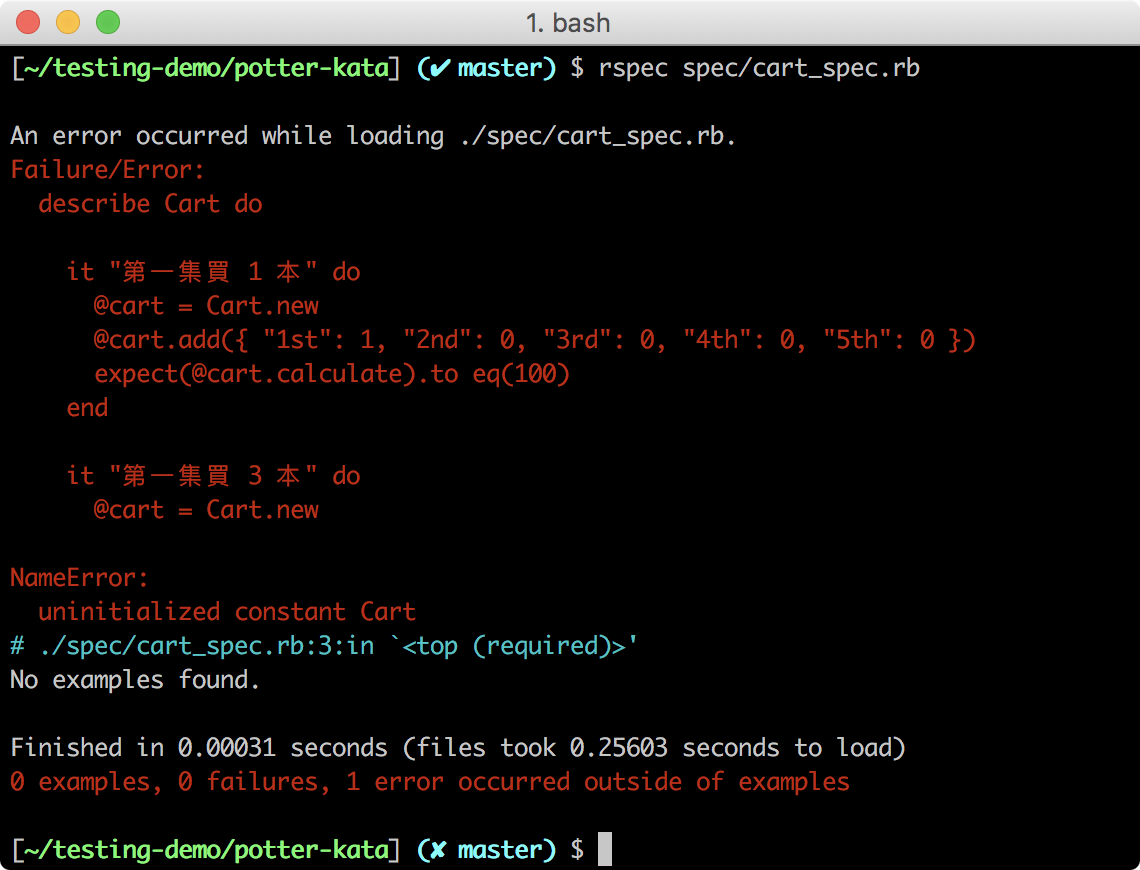 1. bash
[~/testing-demo/potter-kata] (✔ master) $ rspec spec/cart_spec.rb
An error occurred while loading ./spec/cart_spec.rb.
Failure/Error:
describe Cart do
it "第一集買 1 本" do
@cart = Cart.new
@cart.add({ "1st": 1, "2nd": 0, "3rd": 0, "4th": 0, "5th": 0 })
expect(@cart.calculate).to eq(100)
end
it "第一集買 3 本" do
@cart = Cart.new
NameError:
uninitialized constant Cart
# ./spec/cart_spec.rb:3:in `<top (required)>'
No examples found.
Finished in 0.00031 seconds (files took 0.25603 seconds to load)
0 examples, 0 failures, 1 error occurred outside of examples
[~/testing-demo/potter-kata] (✘ master) $